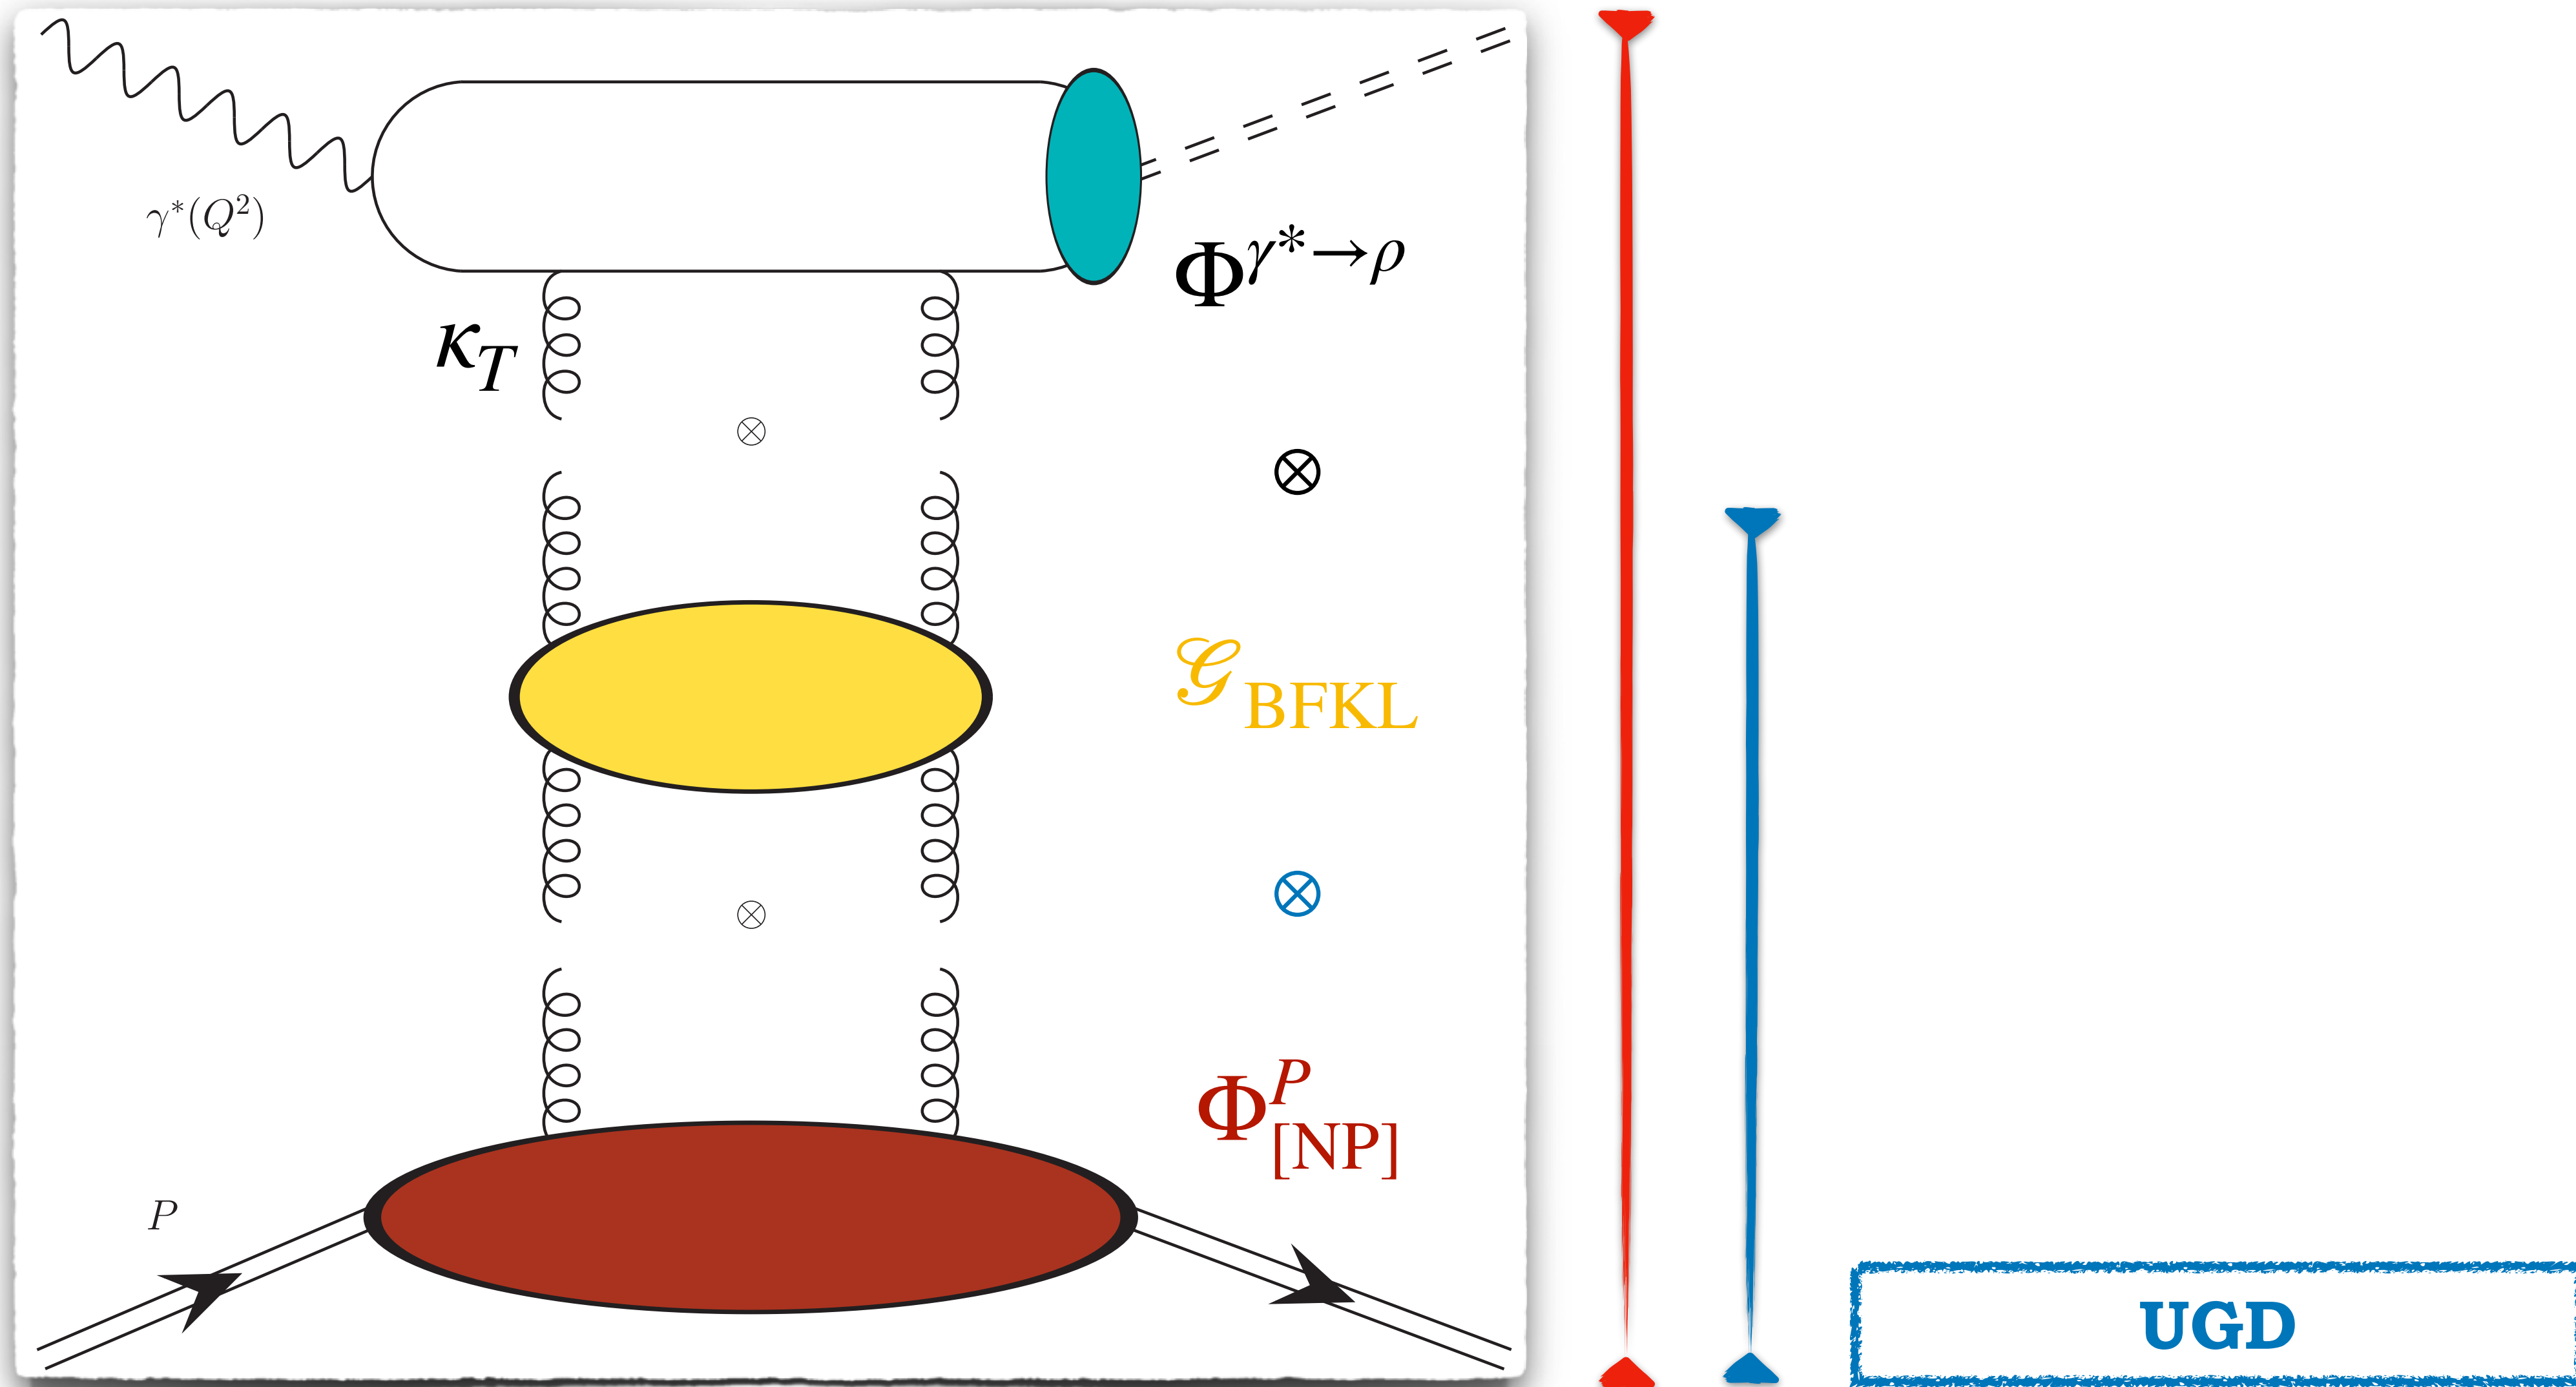 γ*(Q²)
Φ^{γ*→ρ}
κ_T
⊗
⊗
𝒢_BFKL
⊗
⊗
Φ^P_[NP]
P
UGD